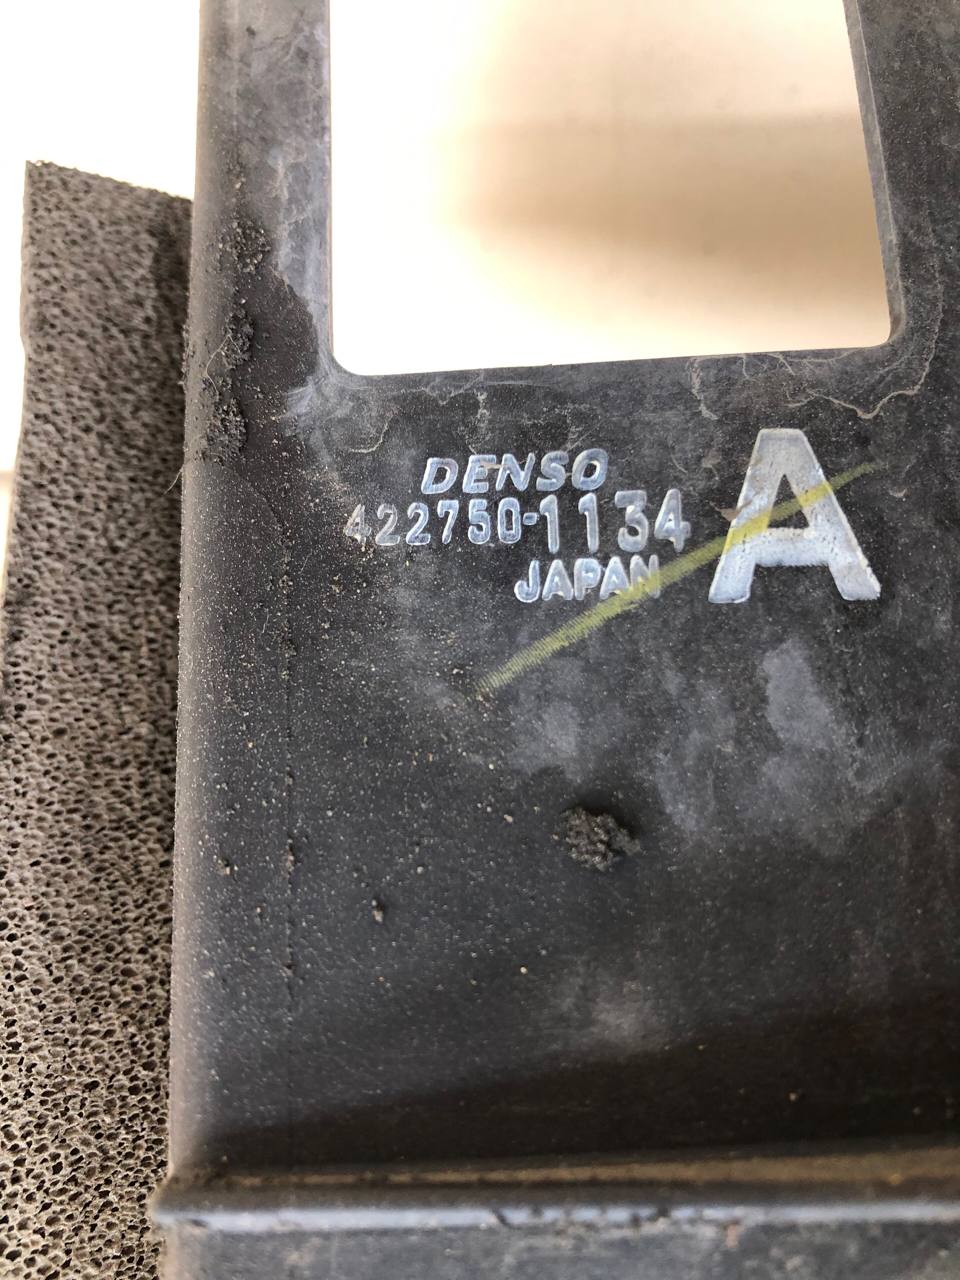 DENSO
422750-1134
JAPAN
A